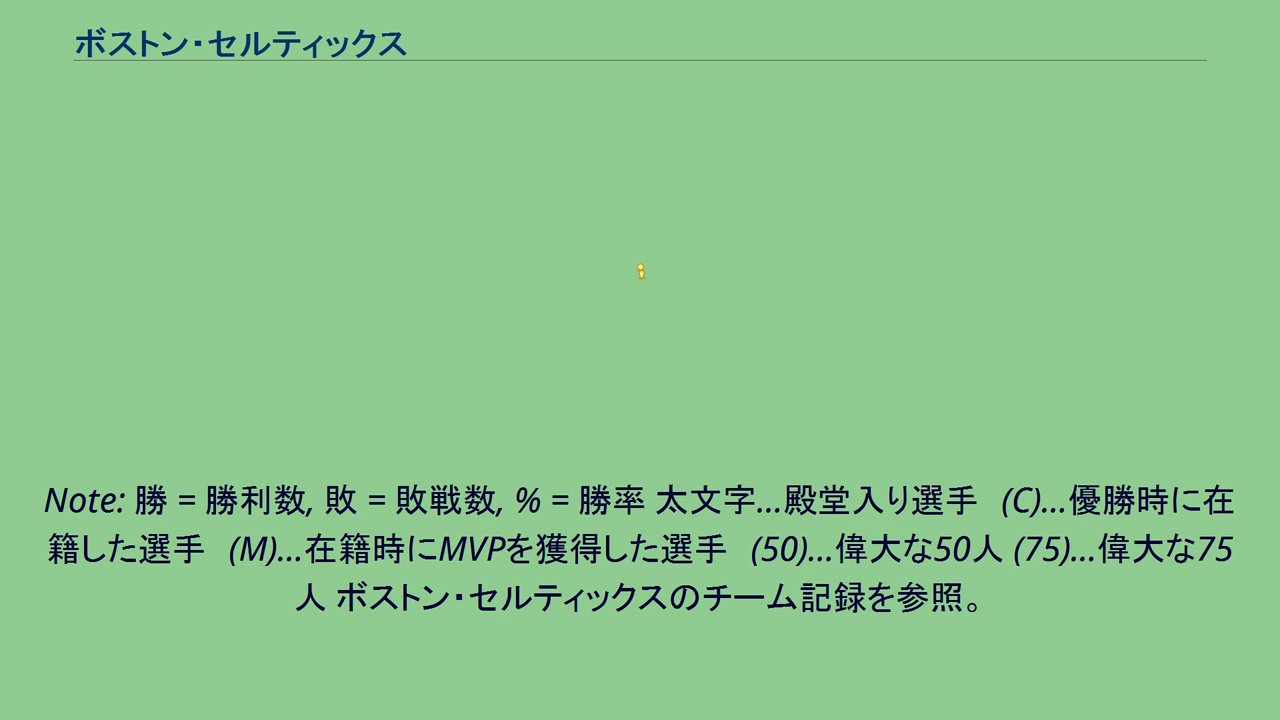 ボストン・セルティックス
Note: 勝 = 勝利数, 敗 = 敗戦数, % = 勝率 太文字...殿堂入り選手　(C)...優勝時に在
籍した選手　(M)...在籍時にMVPを獲得した選手　(50)...偉大な50人 (75)...偉大な75
人 ボストン・セルティックスのチーム記録を参照。